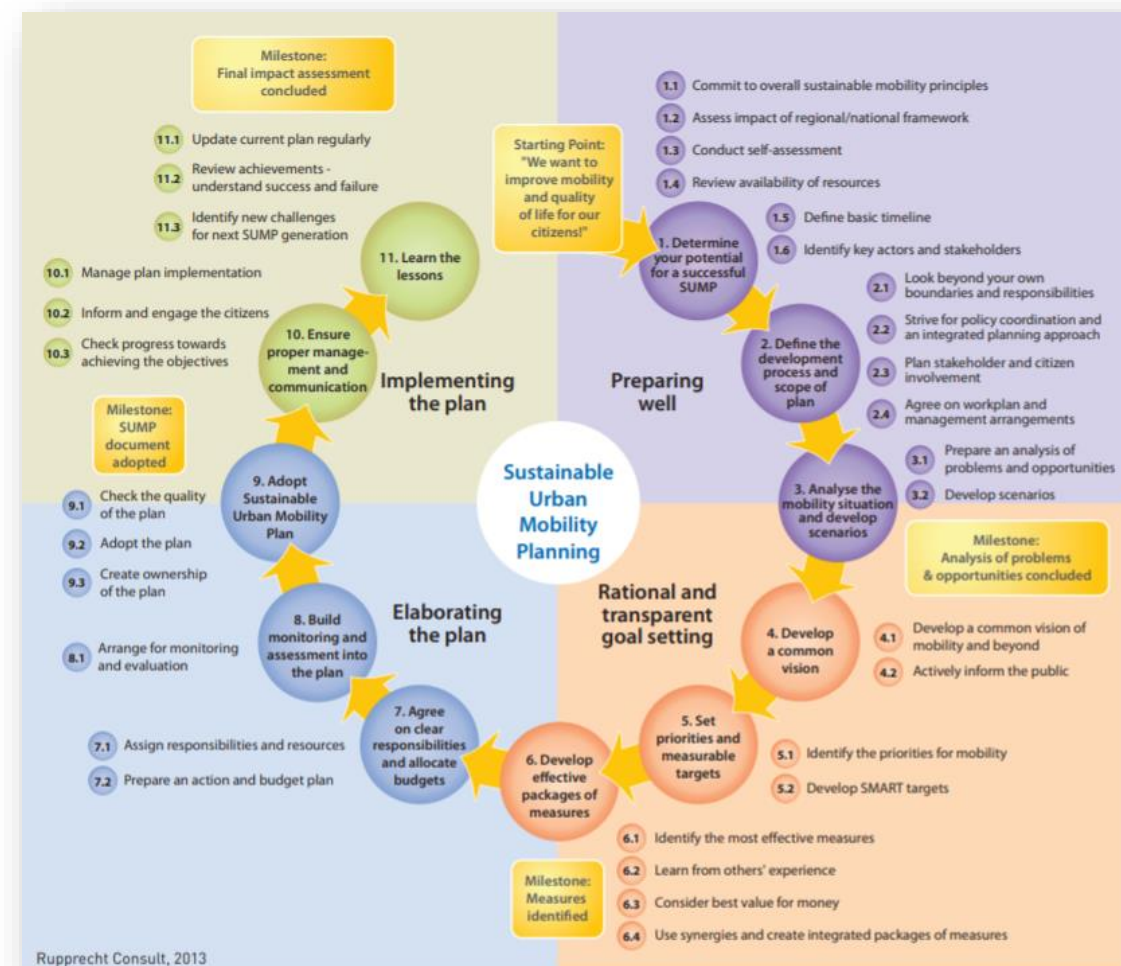 Starting Point:
"We want to
improve mobility
and quality
of life for our
citizens!"
Preparing
well
1. Determine
your potential
for a successful
SUMP
1.1 Commit to overall sustainable mobility principles
1.2 Assess impact of regional/national framework
1.3 Conduct self-assessment
1.4 Review availability of resources
1.5 Define basic timeline
1.6 Identify key actors and stakeholders
2. Define the
development
process and
scope of
plan
2.1 Look beyond your own
boundaries and responsibilities
2.2 Strive for policy coordination and
an integrated planning approach
2.3 Plan stakeholder and citizen
involvement
2.4 Agree on workplan and
management arrangements
3. Analyse the
mobility situation
and develop
scenarios
3.1 Prepare an analysis of
problems and opportunities
3.2 Develop scenarios
Milestone:
Analysis of problems
& opportunities concluded
Rational and
transparent
goal setting
4. Develop
a common
vision
4.1 Develop a common vision of
mobility and beyond
4.2 Actively inform the public
5. Set
priorities and
measurable
targets
5.1 Identify the priorities for mobility
5.2 Develop SMART targets
6. Develop
effective
packages of
measures
6.1 Identify the most effective measures
6.2 Learn from others' experience
6.3 Consider best value for money
6.4 Use synergies and create integrated packages of measures
Milestone:
Measures
identified
Elaborating
the plan
7. Agree
on clear
responsibilities
and allocate
budgets
7.1 Assign responsibilities and resources
7.2 Prepare an action and budget plan
8. Build
monitoring and
assessment into
the plan
8.1 Arrange for monitoring
and evaluation
9. Adopt
Sustainable
Urban Mobility
Plan
9.1 Check the quality
of the plan
9.2 Adopt the plan
9.3 Create ownership
of the plan
Milestone:
SUMP
document
adopted
Implementing
the plan
10. Ensure
proper manage-
ment and
communication
10.1 Manage plan implementation
10.2 Inform and engage the citizens
10.3 Check progress towards
achieving the objectives
11. Learn the
lessons
11.1 Update current plan regularly
11.2 Review achievements -
understand success and failure
11.3 Identify new challenges
for next SUMP generation
Milestone:
Final impact assessment
concluded
Sustainable
Urban
Mobility
Planning
Rupprecht Consult, 2013